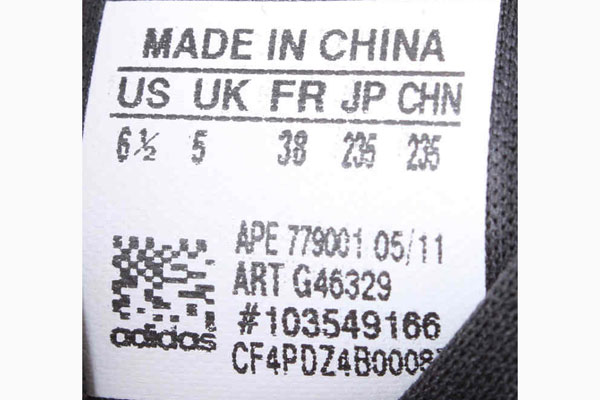 MADE IN CHINA
US UK FR JP CHN
6½ 5 38 235 235
APE 779001 05/11
ART G46329
#103549166
adidas